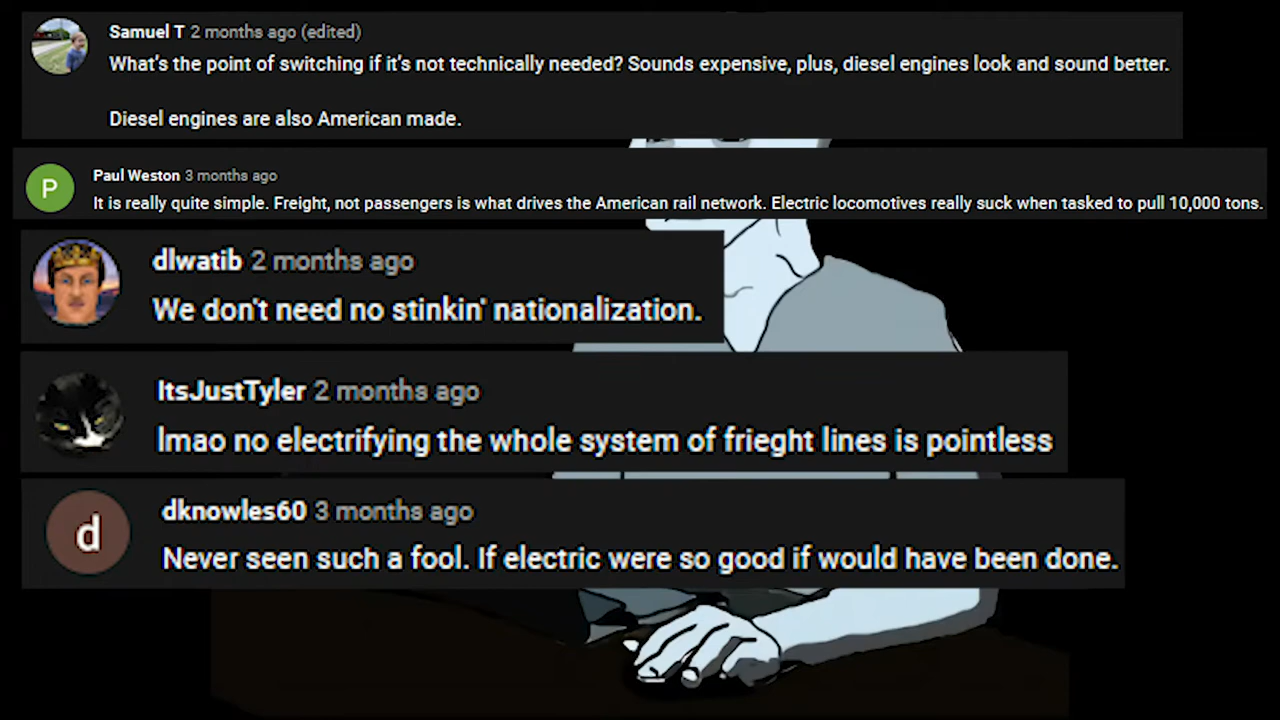 Samuel T 2 months ago (edited)
What's the point of switching if it's not technically needed? Sounds expensive, plus, diesel engines look and sound better.
Diesel engines are also American made.
P
Paul Weston 3 months ago
It is really quite simple. Freight, not passengers is what drives the American rail network. Electric locomotives really suck when tasked to pull 10,000 tons.
dlwatib 2 months ago
We don't need no stinkin' nationalization.
ItsJustTyler 2 months ago
lmao no electrifying the whole system of frieght lines is pointless
d
dknowles60 3 months ago
Never seen such a fool. If electric were so good if would have been done.